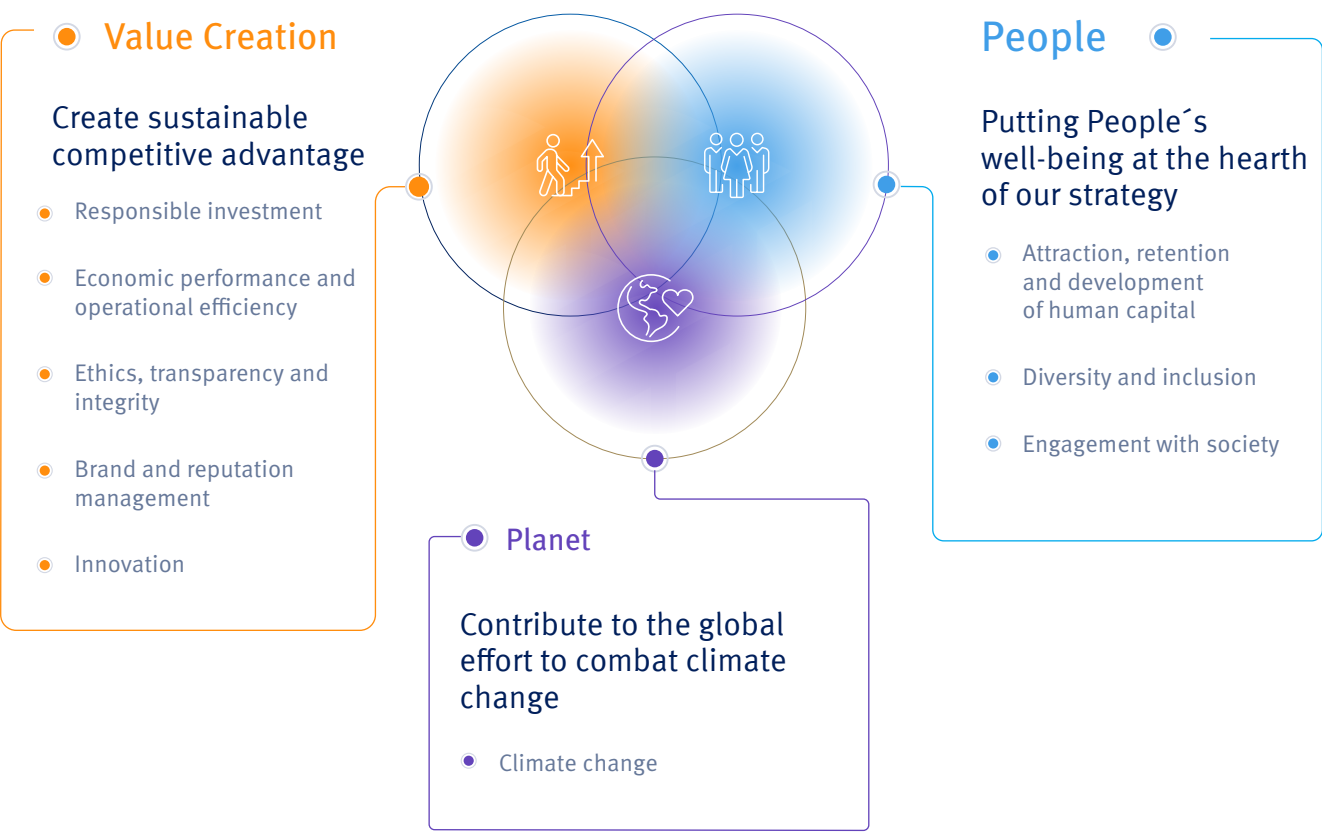 Value Creation
Create sustainable
competitive advantage
Responsible investment
Economic performance and
operational efficiency
Ethics, transparency and
integrity
Brand and reputation
management
Innovation
People
Putting People´s
well-being at the hearth
of our strategy
Attraction, retention
and development
of human capital
Diversity and inclusion
Engagement with society
Planet
Contribute to the global
effort to combat climate
change
Climate change